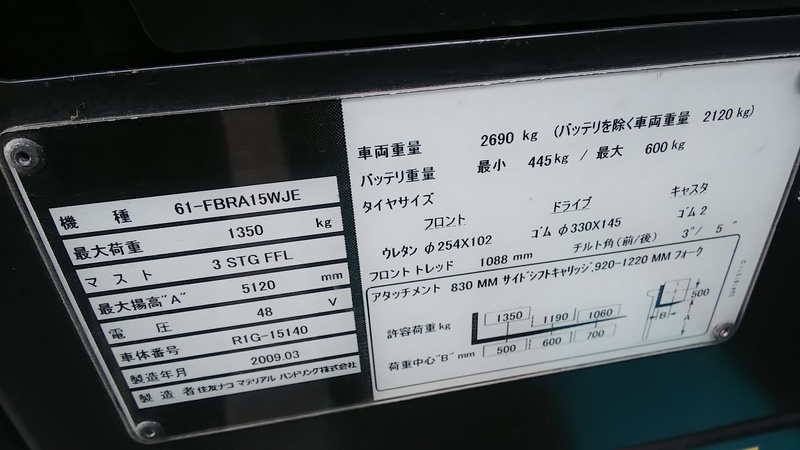 機種 61-FBRA15WJE
最大荷重 1350 kg
マスト 3 STG FFL
最大揚高"A" 5120 mm
電圧 48 V
車体番号 R1G-15140
製造年月 2009.03
製造者 住友ナコ マテリアル ハンドリング株式会社
車両重量 2690 kg (バッテリを除く車両重量 2120 kg)
バッテリ重量 最小 445 kg / 最大 600 kg
タイヤサイズ フロント ドライブ キャスタ
ウレタン φ254X102 ゴム φ330X145 ゴム 2
フロント トレッド 1088 mm チルト角(前/後) 3°/ 5°
アタッチメント 830 MM サイドシフトキャリッジ,920-1220 MM フォーク
許容荷重 kg 1350 1190 1060
荷重中心"B" mm 500 600 700
500
B
A